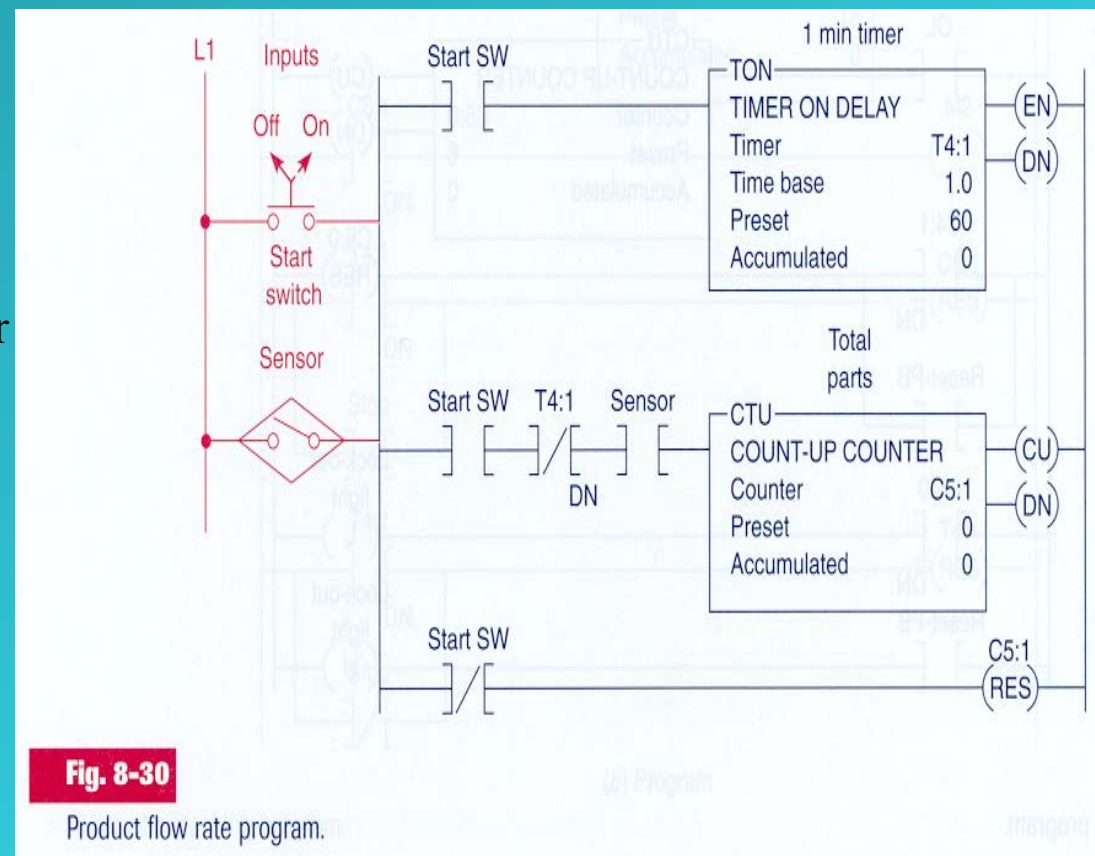 L1
Inputs
Off On
Start
switch
Sensor
r
Start SW
1 min timer
TON
TIMER ON DELAY
Timer T4:1
Time base 1.0
Preset 60
Accumulated 0
EN
DN
Start SW T4:1 Sensor
DN
Total
parts
CTU
COUNT-UP COUNTER
Counter C5:1
Preset 0
Accumulated 0
CU
DN
Start SW
C5:1
RES
Fig. 8-30
Product flow rate program.